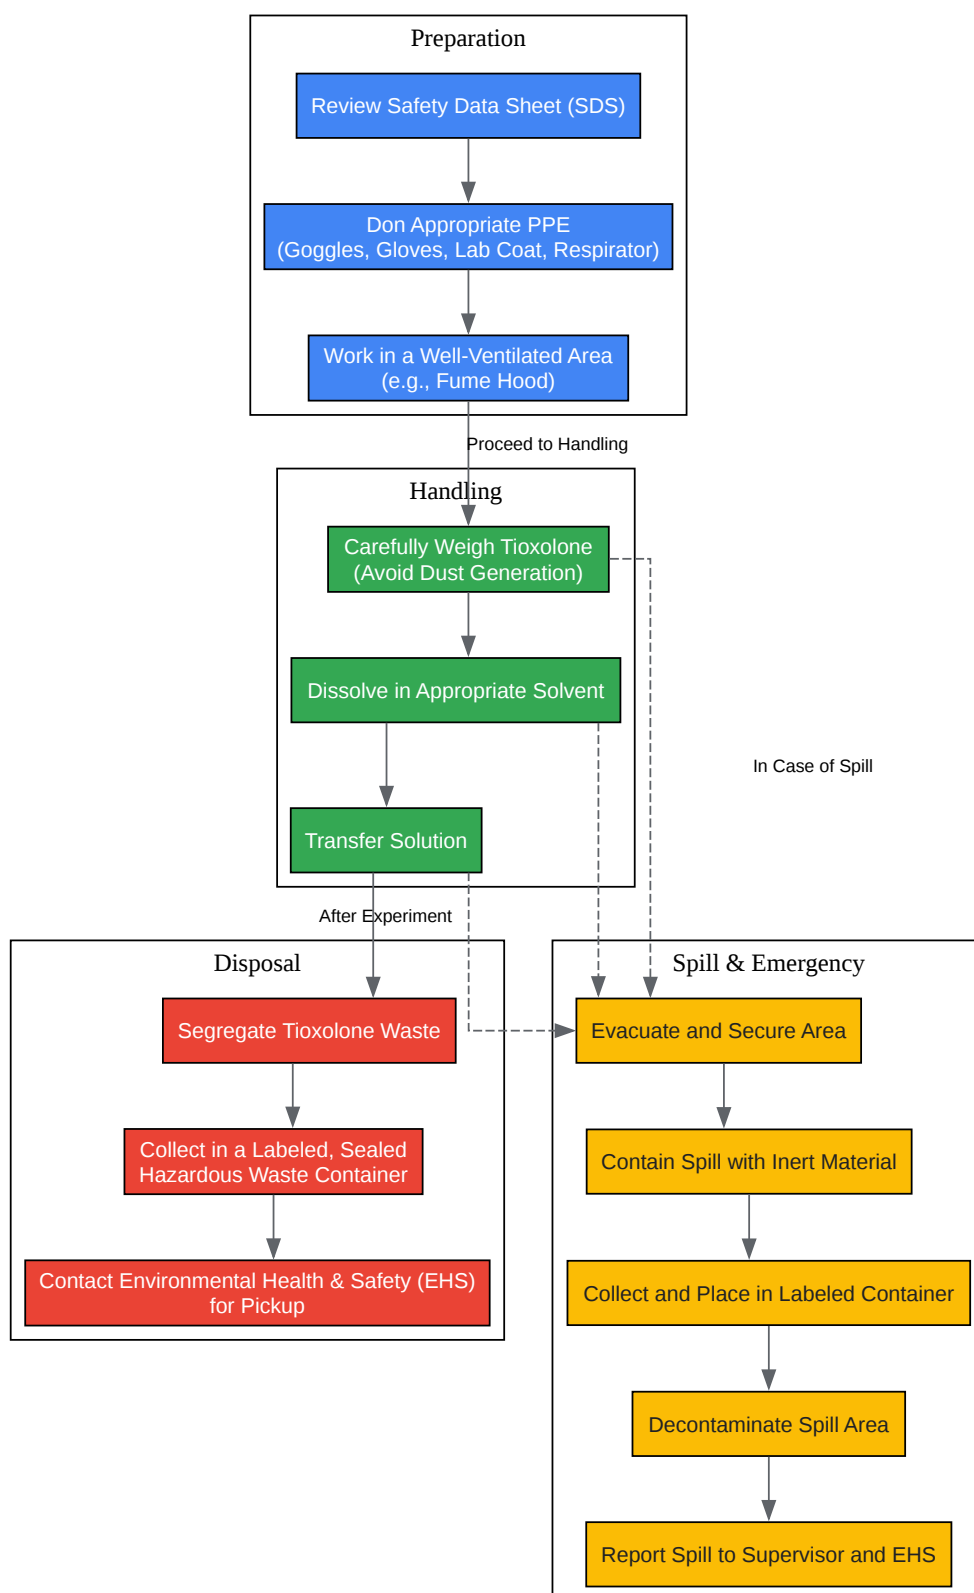 Preparation
Review Safety Data Sheet (SDS)
Don Appropriate PPE
(Goggles, Gloves, Lab Coat, Respirator)
Work in a Well-Ventilated Area
(e.g., Fume Hood)
Proceed to Handling
Handling
Carefully Weigh Tioxolone
(Avoid Dust Generation)
Dissolve in Appropriate Solvent
In Case of Spill
Transfer Solution
After Experiment
Disposal
Segregate Tioxolone Waste
Collect in a Labeled, Sealed
Hazardous Waste Container
Contact Environmental Health & Safety (EHS)
for Pickup
Spill & Emergency
Evacuate and Secure Area
Contain Spill with Inert Material
Collect and Place in Labeled Container
Decontaminate Spill Area
Report Spill to Supervisor and EHS